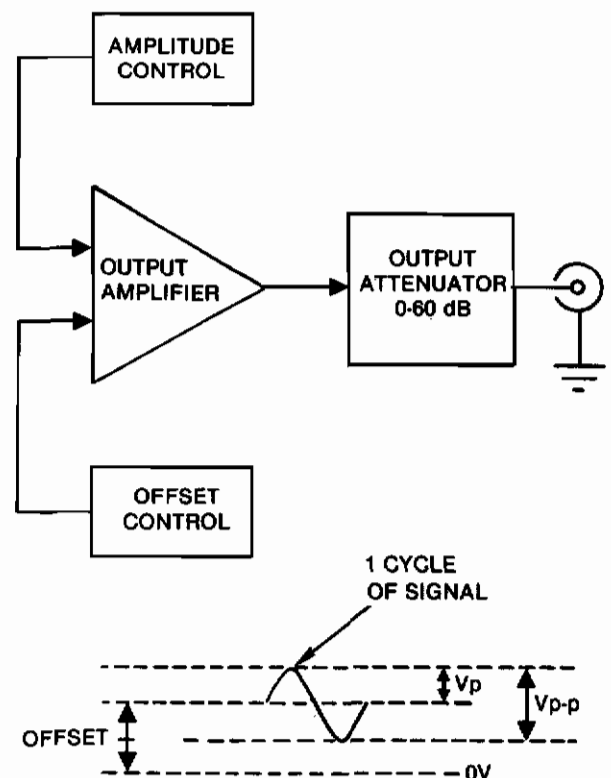 AMPLITUDE
CONTROL
OUTPUT
AMPLIFIER
OUTPUT
ATTENUATOR
0-60 dB
OFFSET
CONTROL
1 CYCLE
OF SIGNAL
Vp
Vp-p
OFFSET
0V